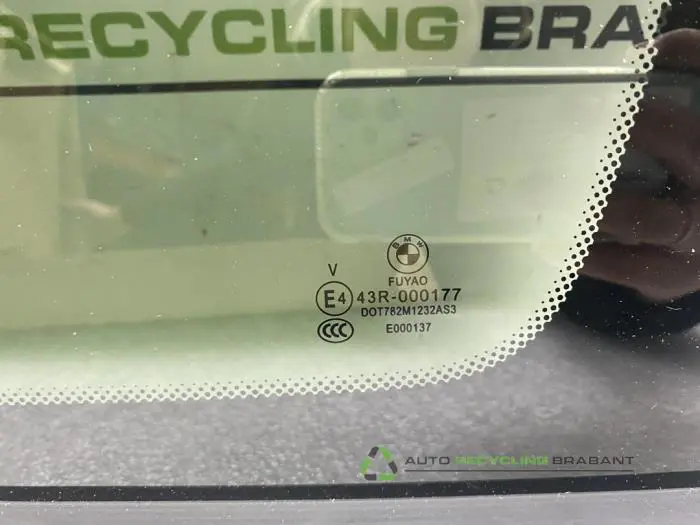 RECYCLING BRA
BMW
V
FUYAO
E4 43R-000177
DOT782M1232AS3
CCC E000137
AUTO RECYCLING BRABANT